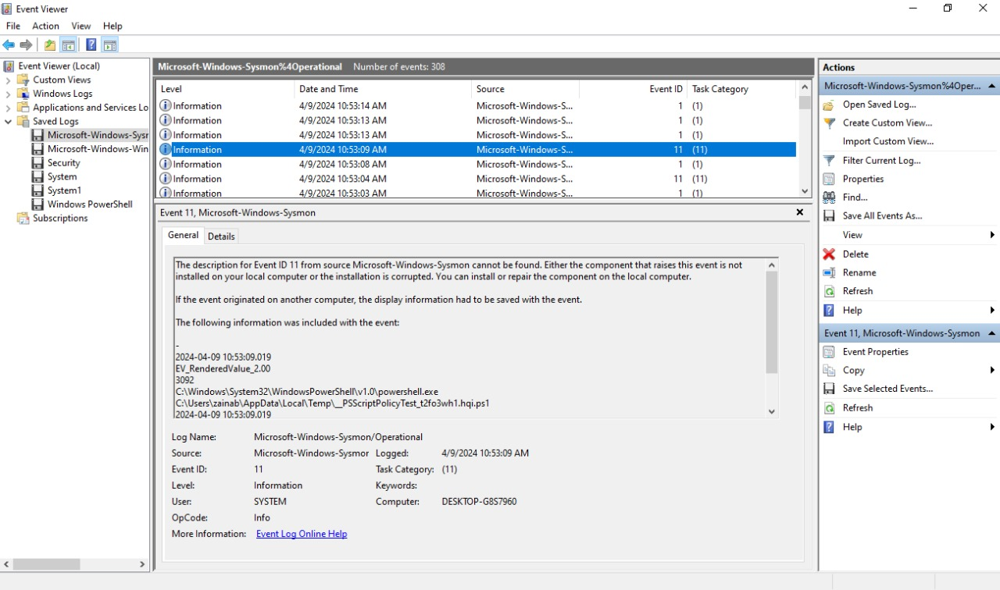 Event Viewer
File Action View Help
Event Viewer (Local)
Custom Views
Windows Logs
Applications and Services Lo
Saved Logs
Microsoft-Windows-Sysr
Microsoft-Windows-Win
Security
System
System1
Windows PowerShell
Subscriptions
Microsoft-Windows-Sysmon%4Operational Number of events: 308
Level Date and Time Source Event ID Task Category
Information 4/9/2024 10:53:14 AM Microsoft-Windows-S... 1 (1)
Information 4/9/2024 10:53:13 AM Microsoft-Windows-S... 1 (1)
Information 4/9/2024 10:53:13 AM Microsoft-Windows-S... 1 (1)
Information 4/9/2024 10:53:09 AM Microsoft-Windows-S... 11 (11)
Information 4/9/2024 10:53:08 AM Microsoft-Windows-S... 1 (1)
Information 4/9/2024 10:53:04 AM Microsoft-Windows-S... 11 (11)
Information 4/9/2024 10:53:03 AM Microsoft-Windows-S... 1 (1)
Event 11, Microsoft-Windows-Sysmon
General Details
The description for Event ID 11 from source Microsoft-Windows-Sysmon cannot be found. Either the component that raises this event is not
installed on your local computer or the installation is corrupted. You can install or repair the component on the local computer.
If the event originated on another computer, the display information had to be saved with the event.
The following information was included with the event:
-
2024-04-09 10:53:09.019
EV_RenderedValue_2.00
3092
C:\Windows\System32\WindowsPowerShell\v1.0\powershell.exe
C:\Users\zainab\AppData\Local\Temp\__PSScriptPolicyTest_t2fo3wh1.hqi.ps1
2024-04-09 10:53:09.019
Log Name: Microsoft-Windows-Sysmon/Operational
Source: Microsoft-Windows-Sysmor Logged: 4/9/2024 10:53:09 AM
Event ID: 11 Task Category: (11)
Level: Information Keywords:
User: SYSTEM Computer: DESKTOP-G8S7960
OpCode: Info
More Information: Event Log Online Help
Actions
Microsoft-Windows-Sysmon%4Oper...
Open Saved Log...
Create Custom View...
Import Custom View...
Filter Current Log...
Properties
Find...
Save All Events As...
View
Delete
Rename
Refresh
Help
Event 11, Microsoft-Windows-Sysmon
Event Properties
Copy
Save Selected Events...
Refresh
Help